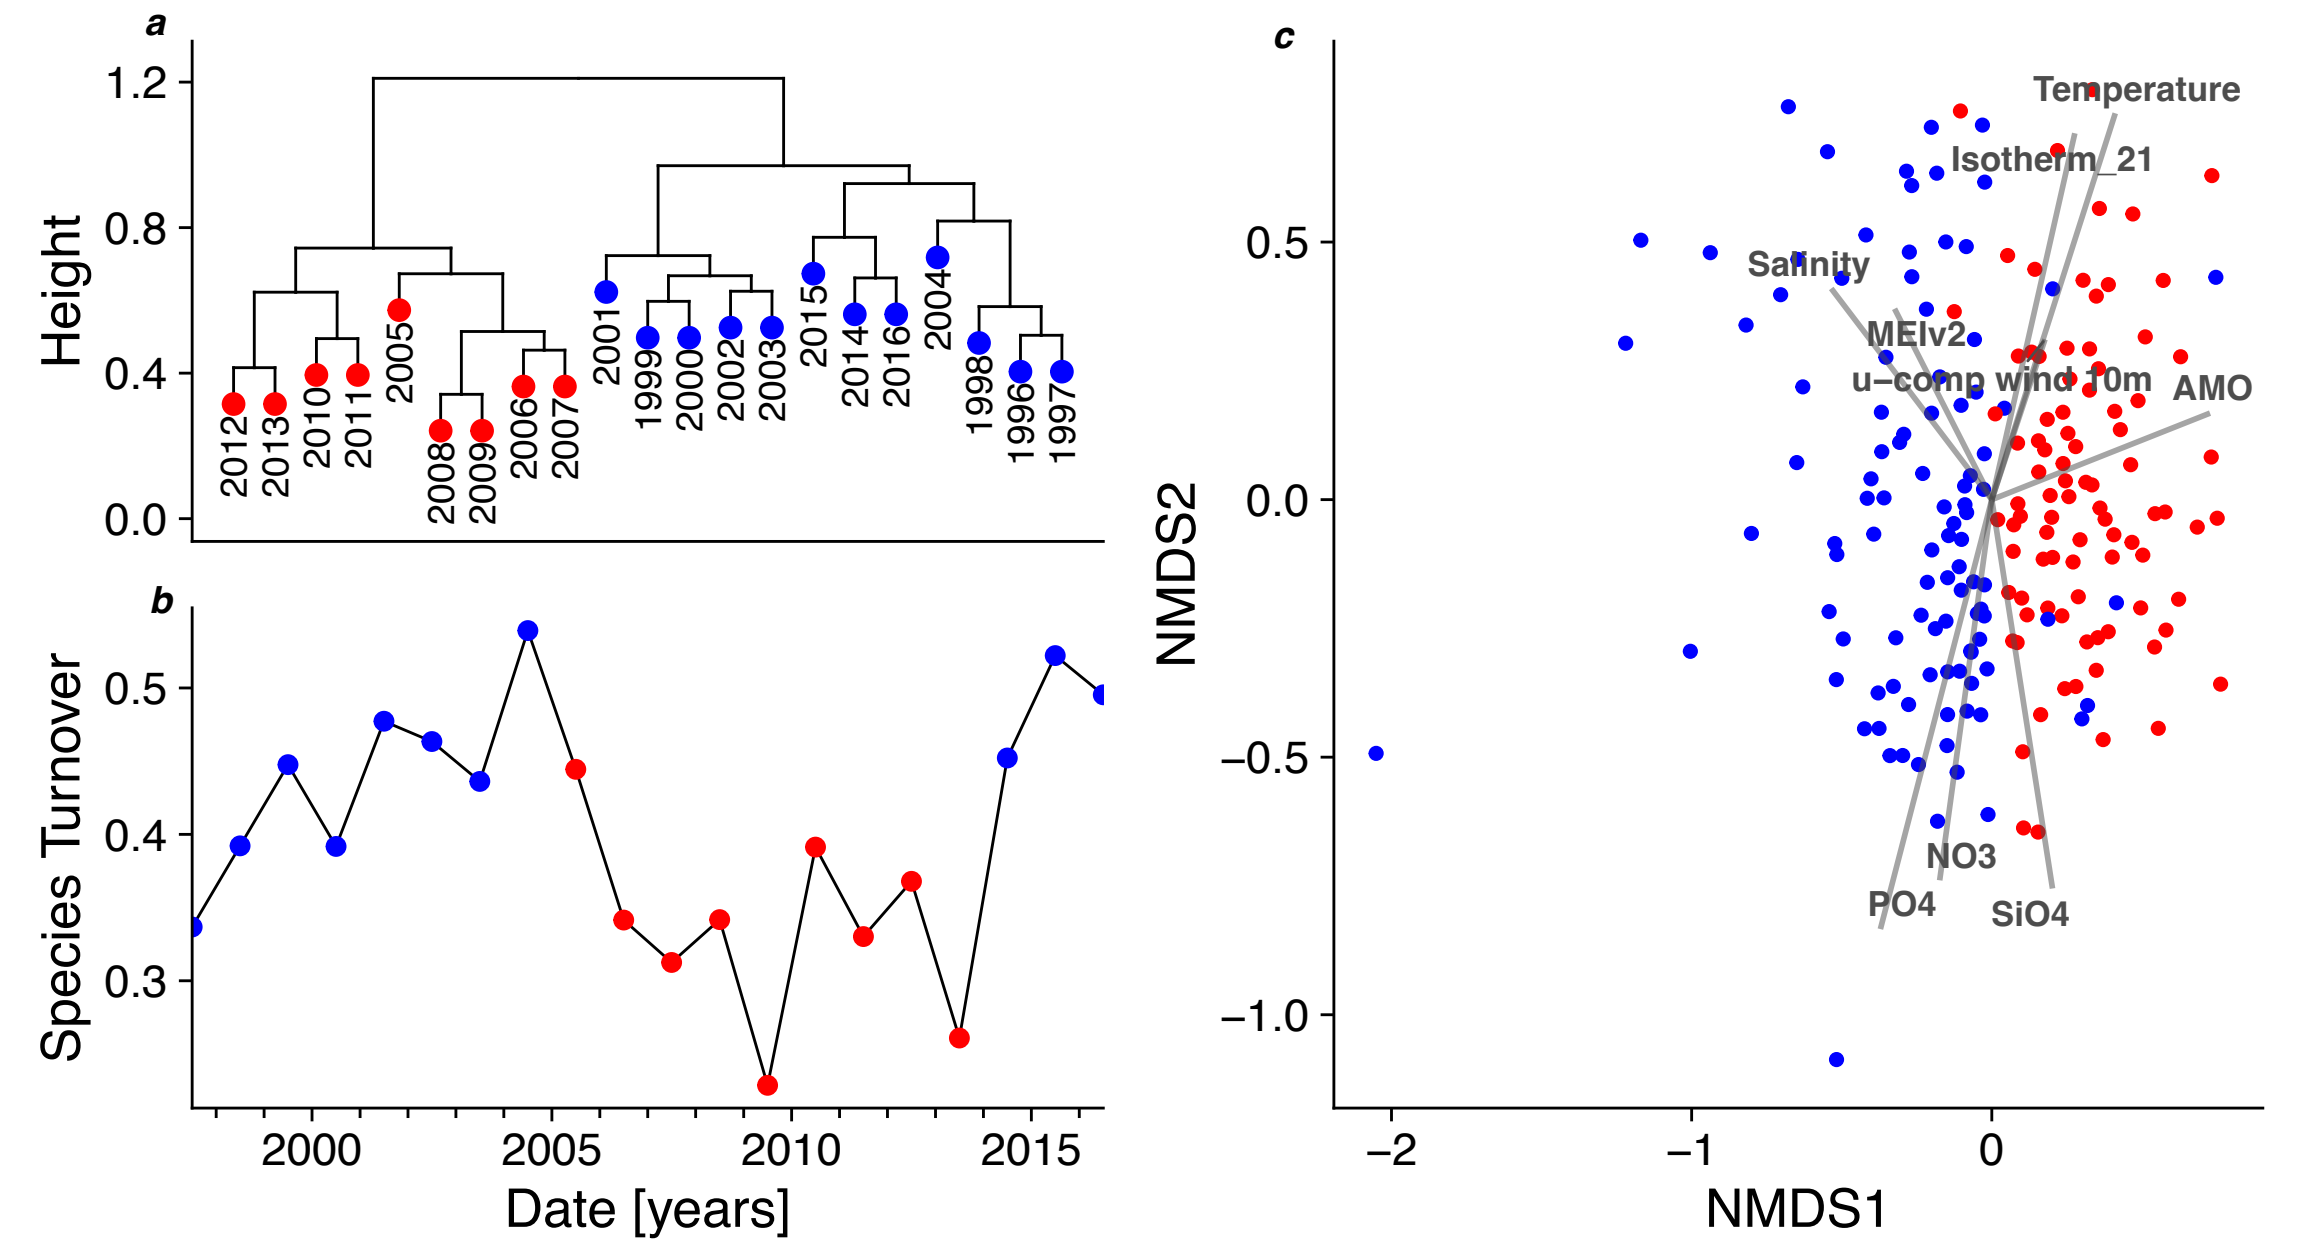 a
1.2
0.8
0.4
0.0
Height
2012
2013
2010
2011
2005
2008
2009
2006
2007
2001
1999
2000
2002
2003
2015
2014
2016
2004
1998
1996
1997
b
0.5
0.4
0.3
Species Turnover
2000
2005
2010
2015
Date [years]
c
0.5
0.0
−0.5
−1.0
NMDS2
Temperature
Isotherm_21
Salinity
MEIv2
u−comp wind 10m
AMO
NO3
PO4
SiO4
−2
−1
0
NMDS1